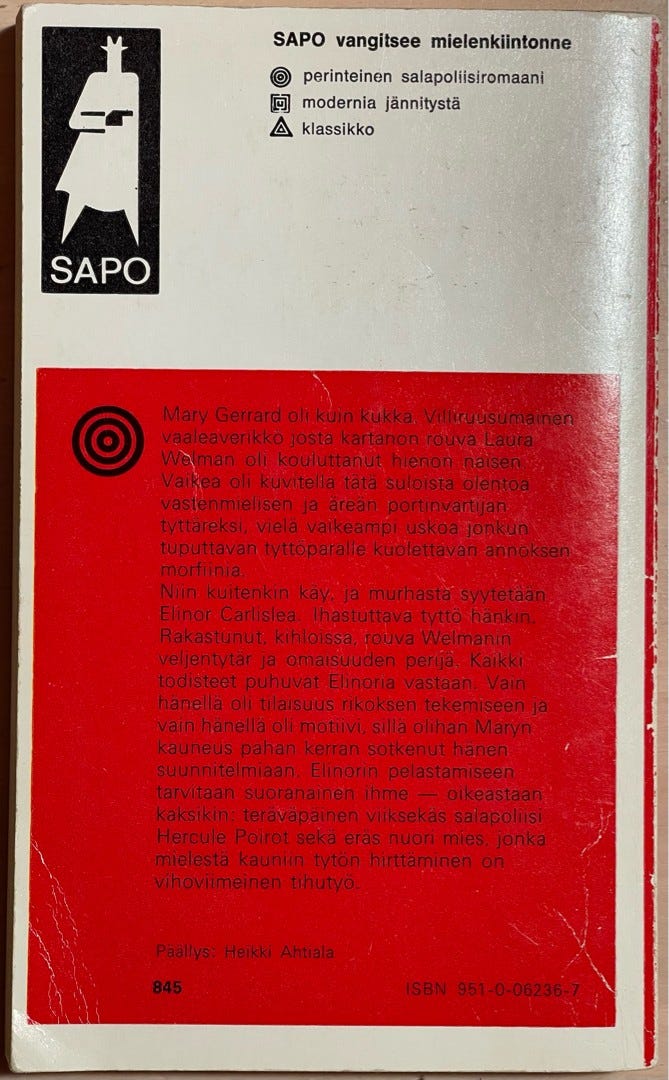 SAPO
SAPO vangitsee mielenkiintonne
perinteinen salapoliisiromaani
modernia jännitystä
klassikko
Mary Gerrard oli kuin kukka. Villiruusumainen
vaaleaverikkö josta kartanon rouva Laura
Welman oli kouluttanut hienon naisen.
Vaikea oli kuvitella tätä suloista olentoa
vastenmielisen ja äreän portinvartijan
tyttäreksi, vielä vaikeampi uskoa jonkun
tuputtavan tyttöparalle kuolettavan annoksen
morfiinia.
Niin kuitenkin käy, ja murhasta syytetään
Elinor Carlislea. Ihastuttava tyttö hänkin.
Rakastunut, kihloissa, rouva Welmanin
veljentytär ja omaisuuden perijä. Kaikki
todisteet puhuvat Elinoria vastaan. Vain
hänellä oli tilaisuus rikoksen tekemiseen ja
vain hänellä oli motiivi, sillä olihan Maryn
kauneus pahan kerran sotkenut hänen
suunnitelmiaan. Elinorin pelastamiseen
tarvitaan suoranainen ihme — oikeastaan
kaksikin: teräväpäinen viiksekäs salapoliisi
Hercule Poirot sekä eräs nuori mies, jonka
mielestä kauniin tytön hirttäminen on
vihoviimeinen tihutyö.
Päällys: Heikki Ahtiala
845
ISBN 951-0-06236-7